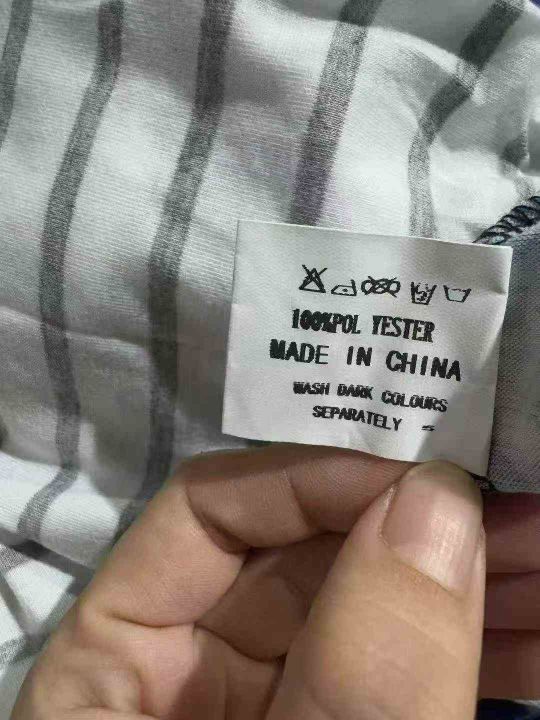 100%POL YESTER
MADE IN CHINA
WASH DARK COLOURS
SEPARATELY